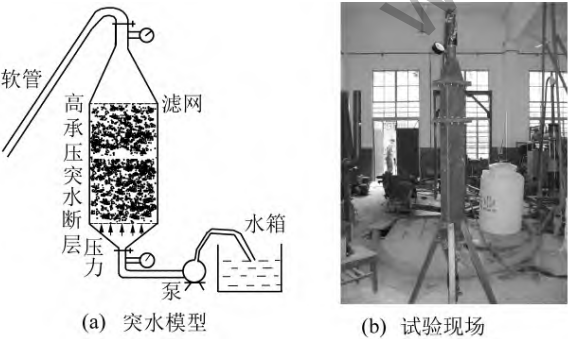 软管
高承压突水断层
滤网
压力
水箱
泵
(a) 突水模型
(b) 试验现场